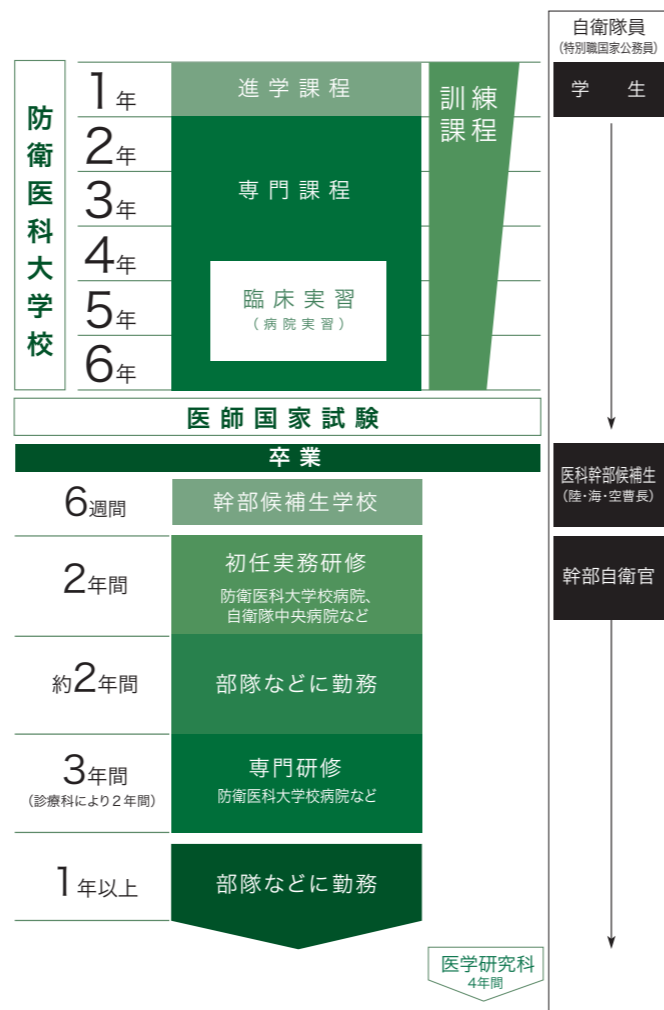 自衛隊員
(特別職国家公務員)
学 生
防衛医科大学校
1年
進学課程
訓練
課程
2年
3年
専門課程
4年
5年
臨床実習
(病院実習)
6年
医師国家試験
卒業
医科幹部候補生
(陸・海・空曹長)
6週間
幹部候補生学校
2年間
初任実務研修
防衛医科大学校病院、
自衛隊中央病院など
幹部自衛官
約2年間
部隊などに勤務
3年間
(診療科により2年間)
専門研修
防衛医科大学校病院など
1年以上
部隊などに勤務
医学研究科
4年間